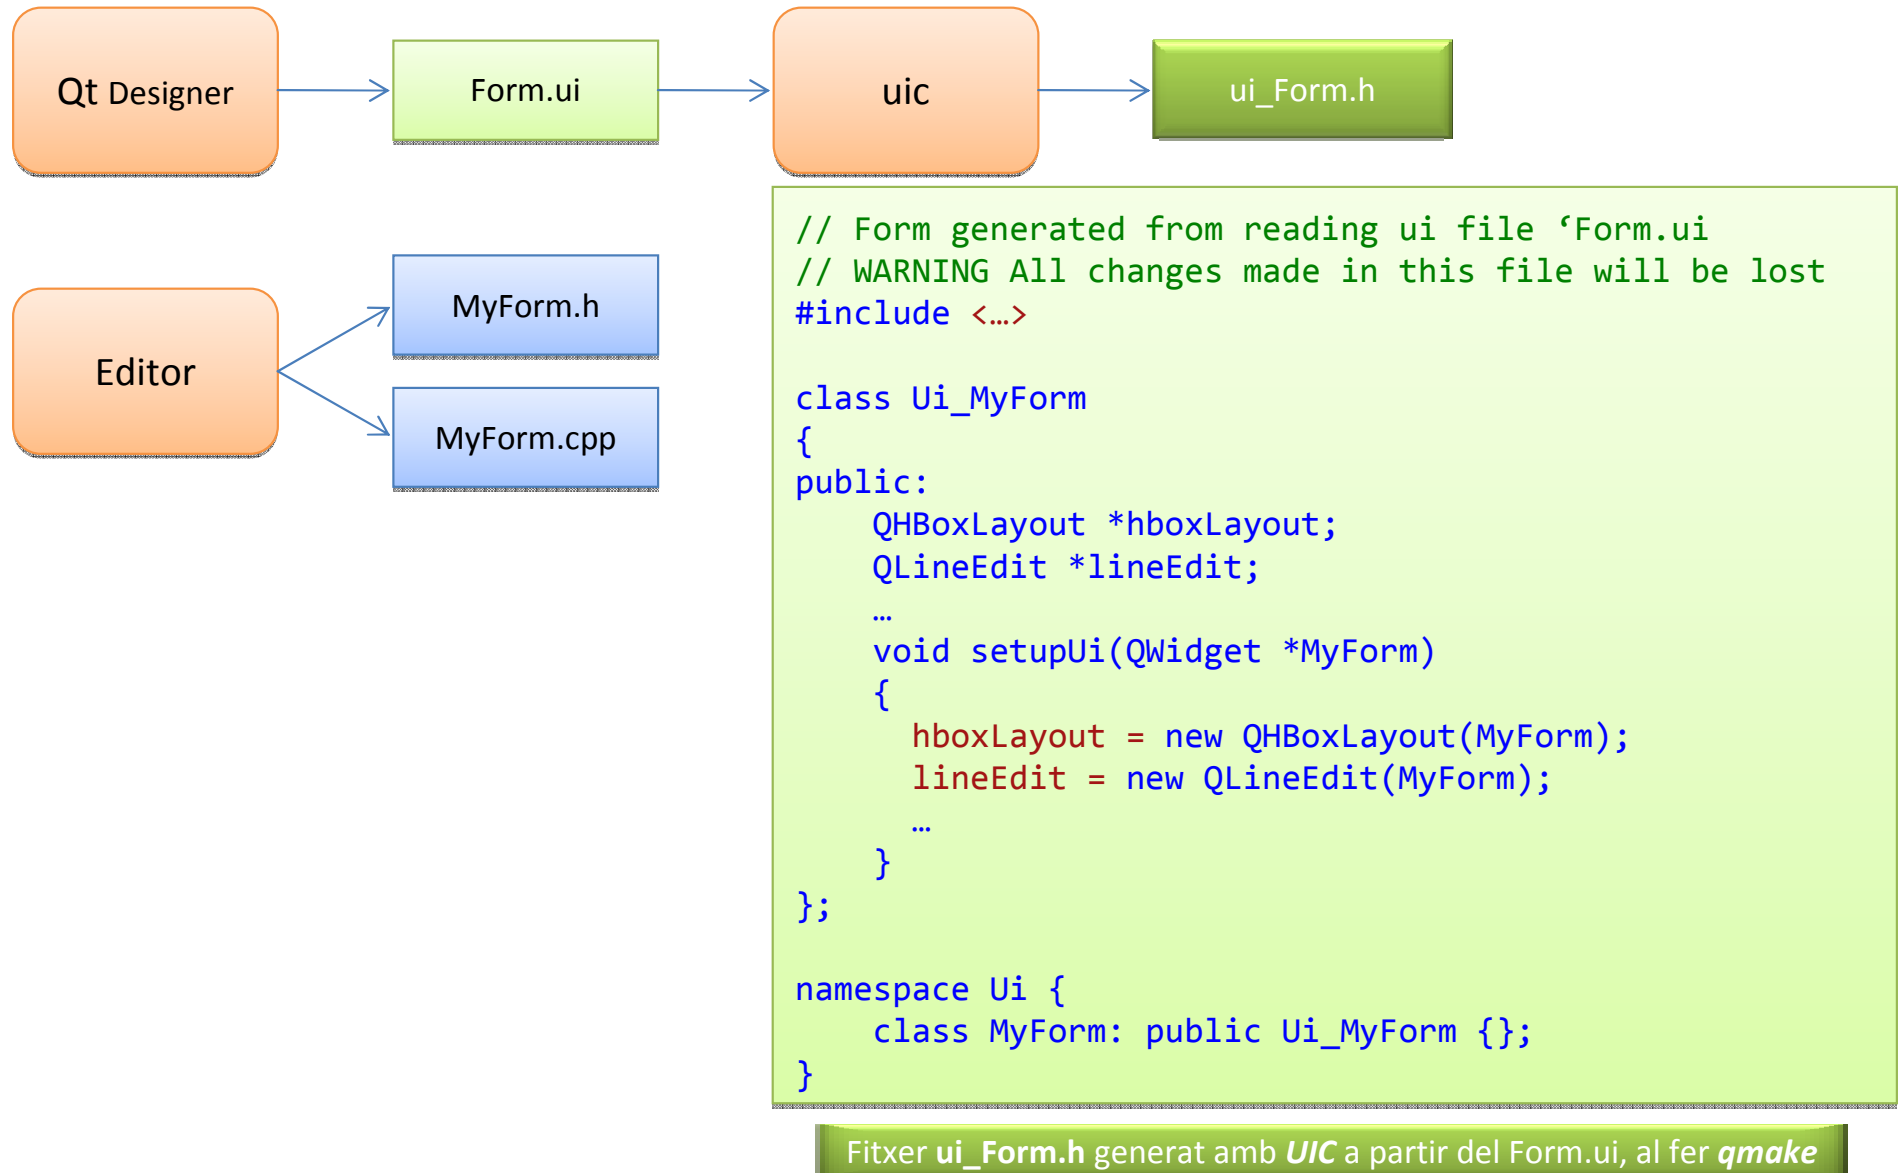 Qt Designer
Form.ui
uic
ui_Form.h
Editor
MyForm.h
MyForm.cpp
// Form generated from reading ui file ‘Form.ui
// WARNING All changes made in this file will be lost
#include <…>
class Ui_MyForm
{
public:
QHBoxLayout *hboxLayout;
QLineEdit *lineEdit;
…
void setupUi(QWidget *MyForm)
{
hboxLayout = new QHBoxLayout(MyForm);
lineEdit = new QLineEdit(MyForm);
…
}
};
namespace Ui {
class MyForm: public Ui_MyForm {};
}
Fitxer ui_Form.h generat amb UIC a partir del Form.ui, al fer qmake